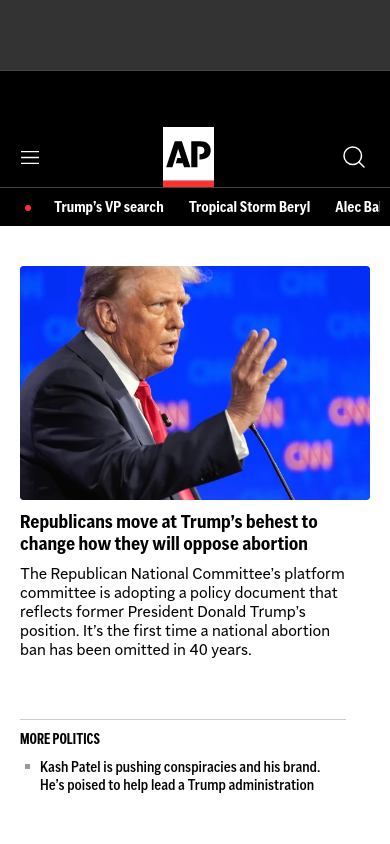 AP
Trump’s VP search
Tropical Storm Beryl
Alec
CNN
CNN
CNN
Republicans move at Trump’s behest to
change how they will oppose abortion
The Republican National Committee’s platform
committee is adopting a policy document that
reflects former President Donald Trump’s
position. It’s the first time a national abortion
ban has been omitted in 40 years.
MORE POLITICS
Kash Patel is pushing conspiracies and his brand.
He’s poised to help lead a Trump administration